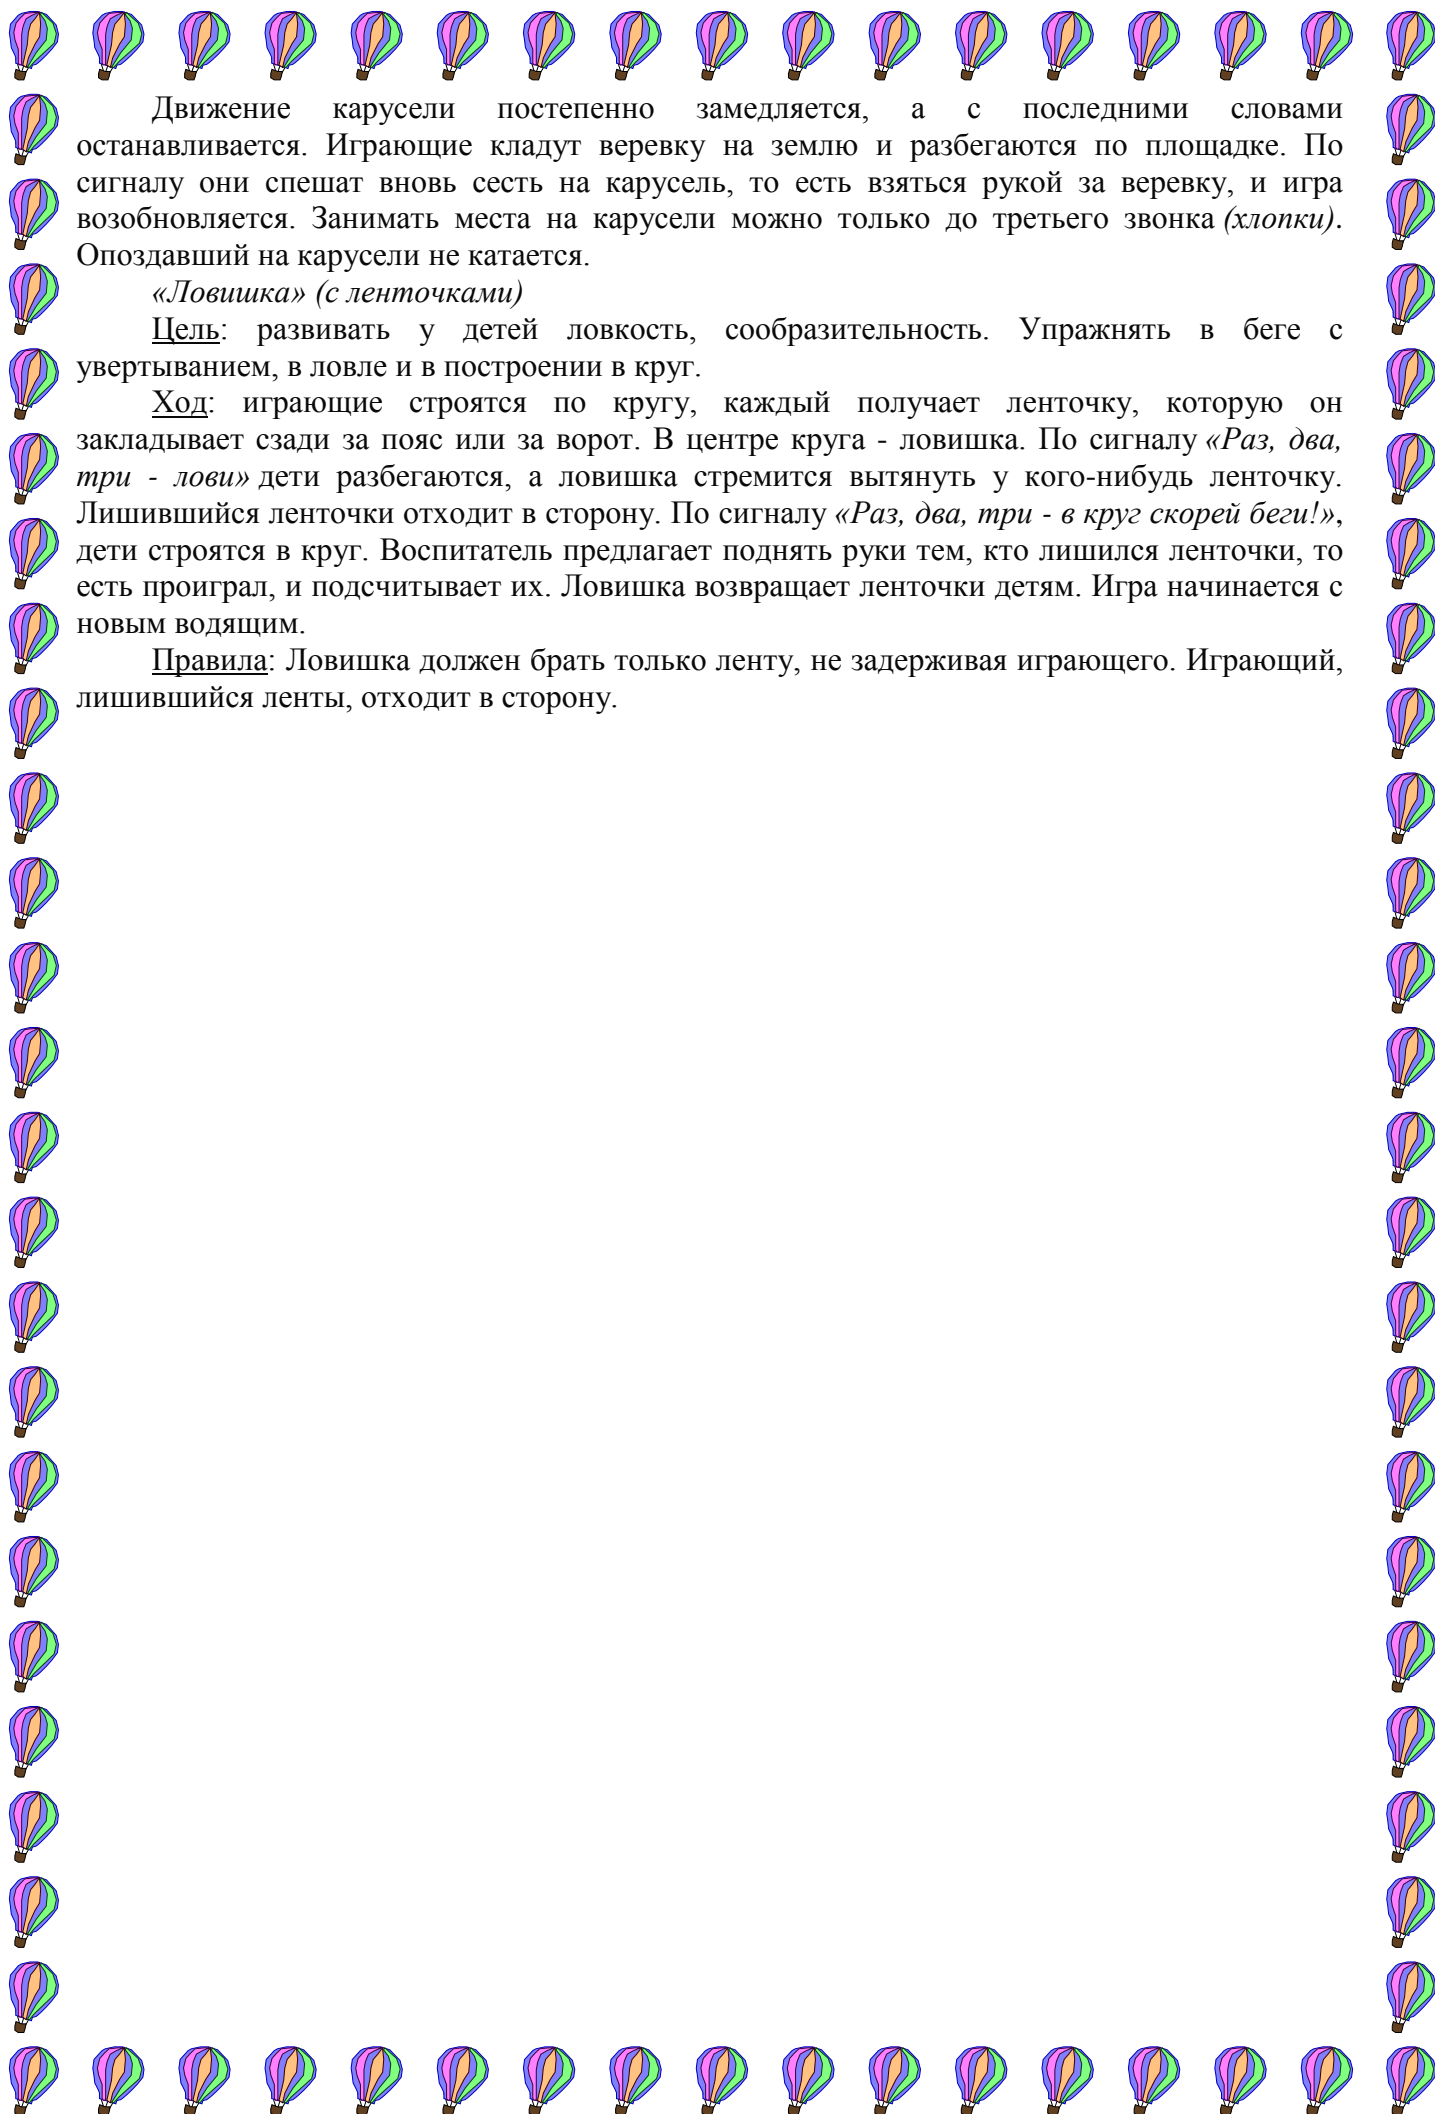 Движение карусели постепенно замедляется, а с последними словами
останавливается. Играющие кладут веревку на землю и разбегаются по площадке. По
сигналу они спешат вновь сесть на карусель, то есть взяться рукой за веревку, и игра
возобновляется. Занимать места на карусели можно только до третьего звонка (хлопки).
Опоздавший на карусели не катается.
«Ловишка» (с ленточками)
Цель: развивать у детей ловкость, сообразительность. Упражнять в беге с
увертыванием, в ловле и в построении в круг.
Ход: играющие строятся по кругу, каждый получает ленточку, которую он
закладывает сзади за пояс или за ворот. В центре круга - ловишка. По сигналу «Раз, два,
три - лови» дети разбегаются, а ловишка стремится вытянуть у кого-нибудь ленточку.
Лишившийся ленточки отходит в сторону. По сигналу «Раз, два, три - в круг скорей беги!»,
дети строятся в круг. Воспитатель предлагает поднять руки тем, кто лишился ленточки, то
есть проиграл, и подсчитывает их. Ловишка возвращает ленточки детям. Игра начинается с
новым водящим.
Правила: Ловишка должен брать только ленту, не задерживая играющего. Играющий,
лишившийся ленты, отходит в сторону.